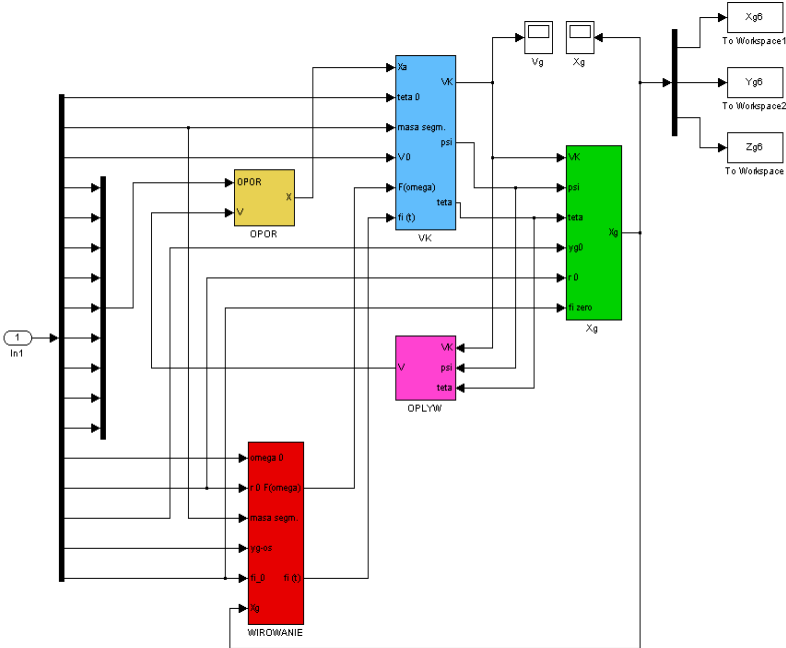 Xg6
To Workspace1
Yg6
To Workspace2
Zg6
To Workspace
Vg
Xg
Xa
teta 0
masa segm.
V 0
F(omega)
fi (t)
VK
psi
teta
VK
OPOR
V
X
OPOR
VK
psi
teta
yg0
r 0
fi zero
Xg
Xg
1
In1
V
VK
psi
teta
OPLYW
omega 0
r 0
F(omega)
masa segm.
yg-os
fi_0
fi (t)
Xg
WIROWANIE